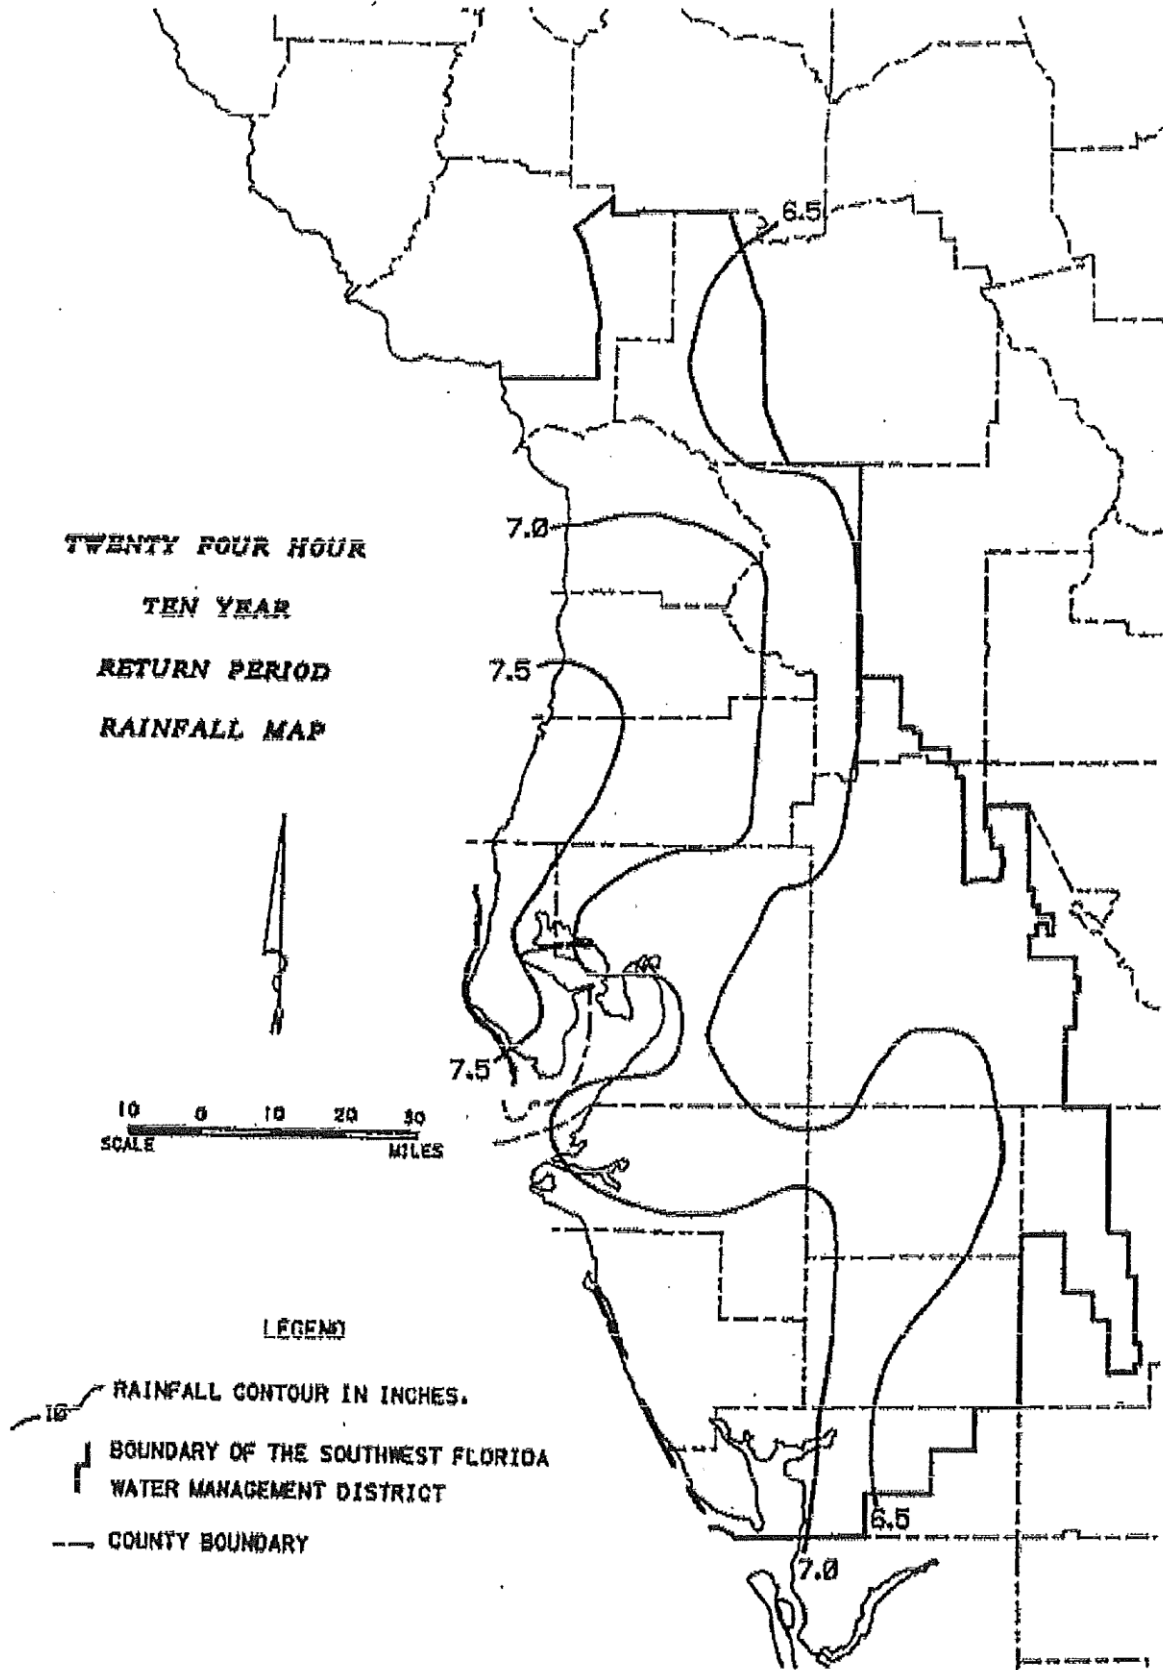 6.5
7.0
TWENTY FOUR HOUR
TEN YEAR
RETURN PERIOD
RAINFALL MAP
7.5
N
7.5
10 0 10 20 30
SCALE MILES
LEGEND
10 RAINFALL CONTOUR IN INCHES.
BOUNDARY OF THE SOUTHWEST FLORIDA
WATER MANAGEMENT DISTRICT
COUNTY BOUNDARY
6.5
7.0